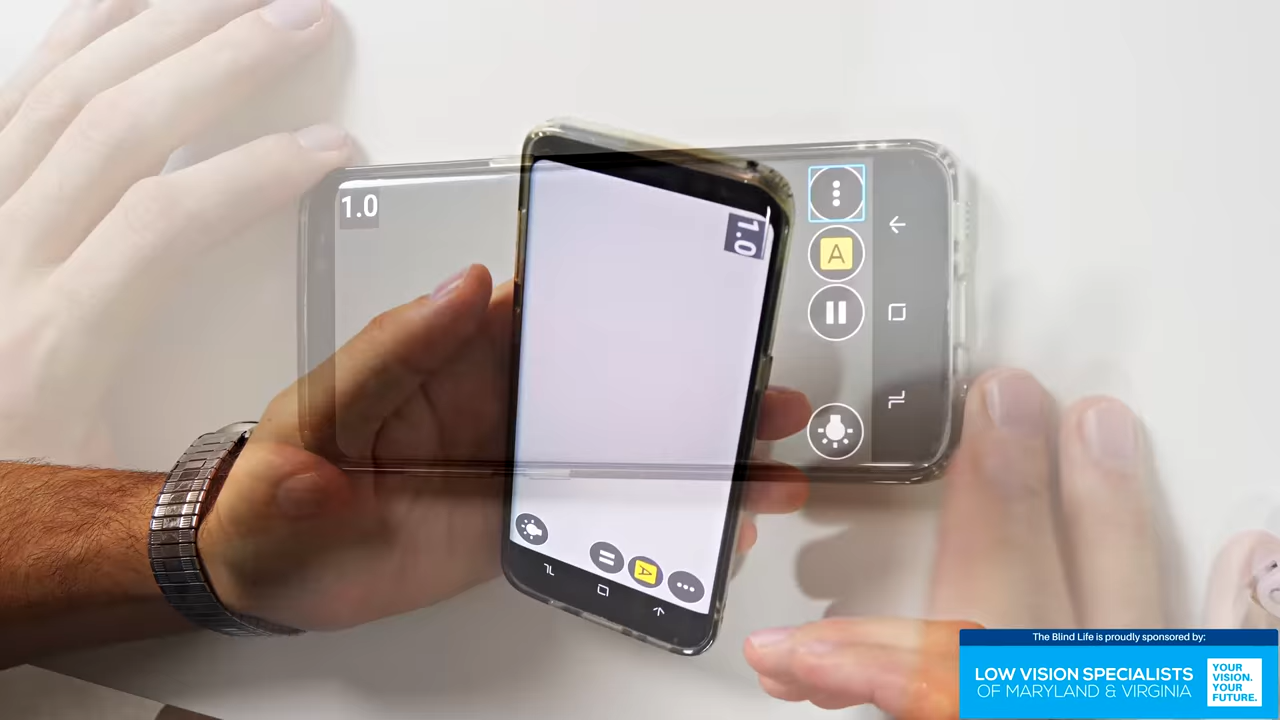 1.0
A
1.0
A
The Blind Life is proudly sponsored by:
LOW VISION SPECIALISTS
OF MARYLAND & VIRGINIA
YOUR
VISION.
YOUR
FUTURE.